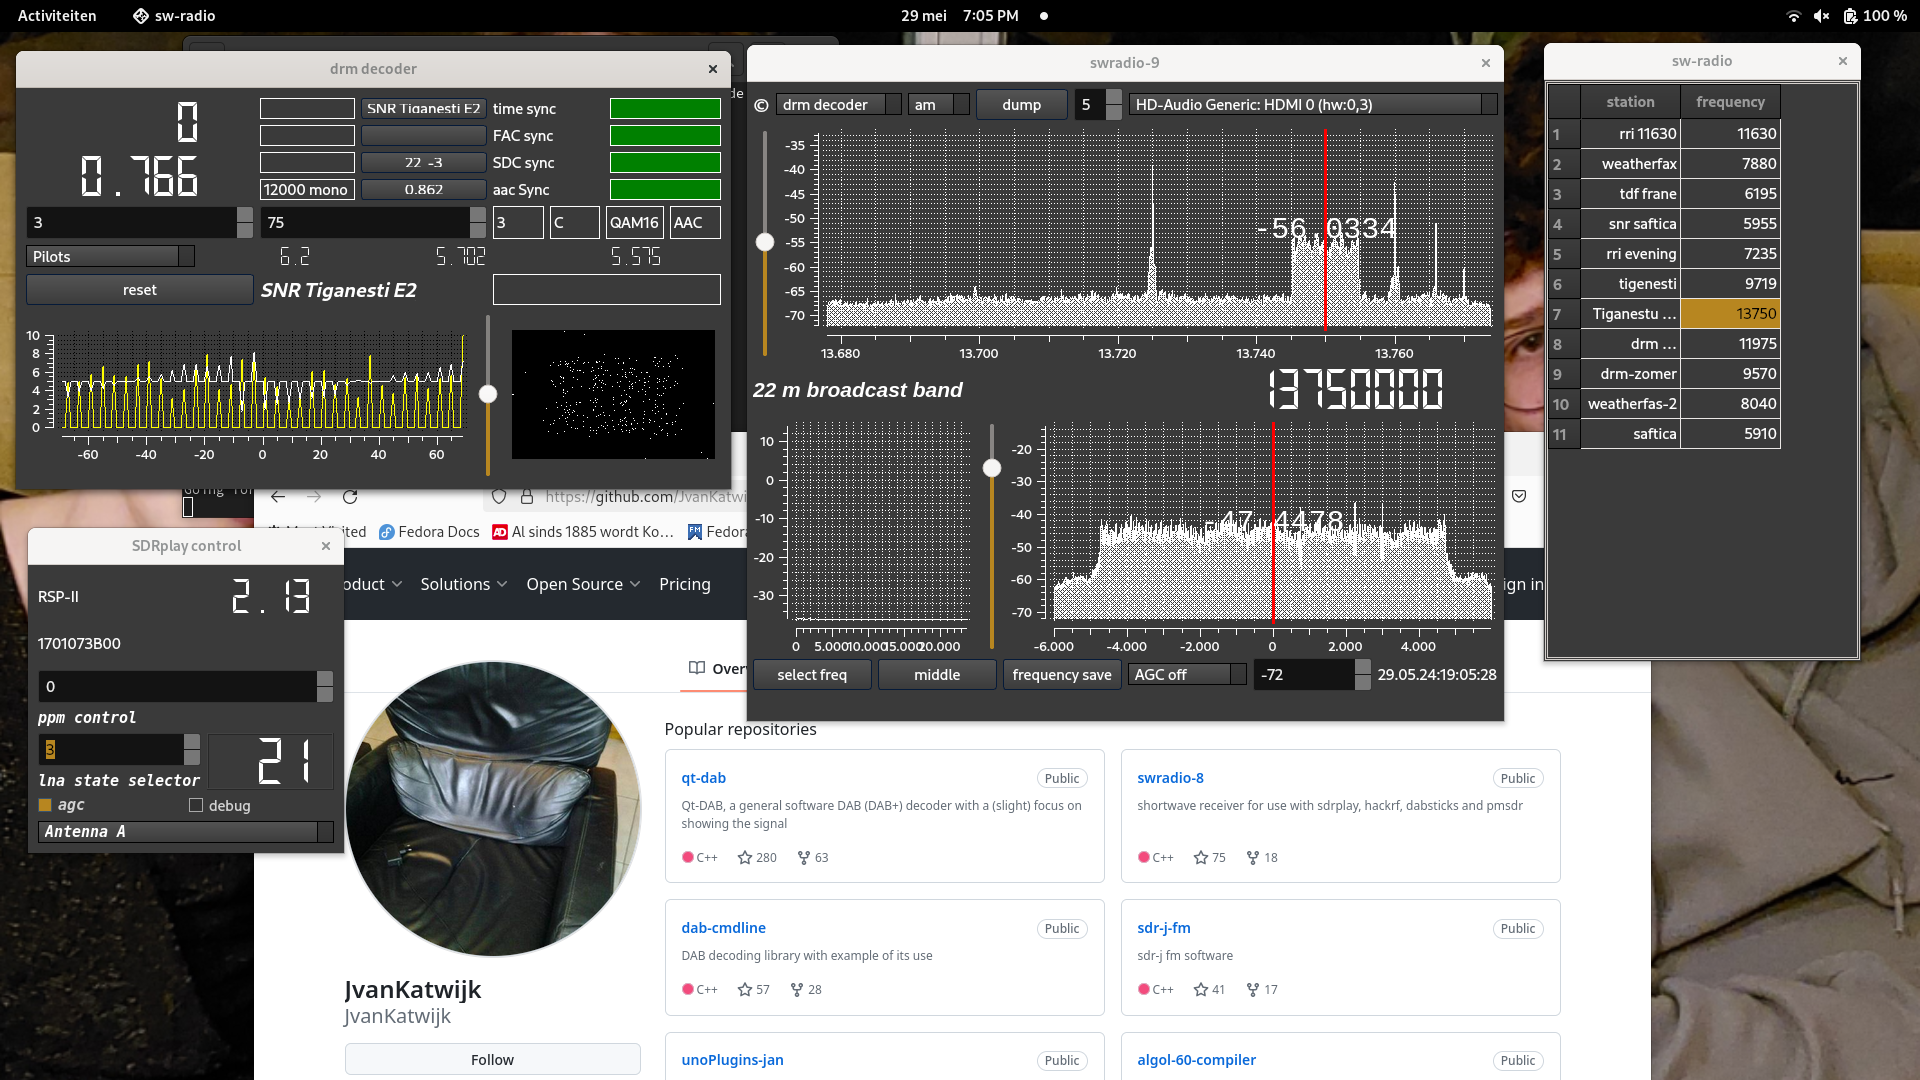 Activiteiten
sw-radio
29 mei 7:05 PM
100 %
drm decoder
0
0.766
SNR Tiganesti E2
22 -3
12000 mono
0.862
time sync
FAC sync
SDC sync
aac Sync
3
75
3
C
QAM16
AAC
Pilots
6.2
5.702
5.575
reset
SNR Tiganesti E2
10
8
6
4
2
0
-60 -40 -20 0 20 40 60
swradio-9
©
drm decoder
am
dump
5
HD-Audio Generic: HDMI 0 (hw:0,3)
-35
-40
-45
-50
-55
-60
-65
-70
-56.0334
13.680 13.700 13.720 13.740 13.760
22 m broadcast band
13750000
10
0
-10
-20
-30
0 5.000 10.000 15.000 20.000
-20
-30
-40
-50
-60
-70
-47.4478
-6.000 -4.000 -2.000 0 2.000 4.000
select freq
middle
frequency save
AGC off
-72
29.05.24:19:05:28
sw-radio
station frequency
1 rri 11630 11630
2 weatherfax 7880
3 tdf frane 6195
4 snr saftica 5955
5 rri evening 7235
6 tigenesti 9719
7 Tiganestu ... 13750
8 drm ... 11975
9 drm-zomer 9570
10 weatherfas-2 8040
11 saftica 5910
SDRplay control
RSP-II
2.13
1701073B00
0
ppm control
3
21
lna state selector
agc
debug
Antenna A
de
https://github.com/JvanKatwij
Visited
Fedora Docs
Al sinds 1885 wordt Ko...
Fedora
oduct
Solutions
Open Source
Pricing
ign in
Over
JvanKatwijk
JvanKatwijk
Follow
Popular repositories
qt-dab
Public
Qt-DAB, a general software DAB (DAB+) decoder with a (slight) focus on
showing the signal
C++ 280 63
swradio-8
Public
shortwave receiver for use with sdrplay, hackrf, dabsticks and pmsdr
C++ 75 18
dab-cmdline
Public
DAB decoding library with example of its use
C++ 57 28
sdr-j-fm
Public
sdr-j fm software
C++ 41 17
unoPlugins-jan
Public
algol-60-compiler
Public